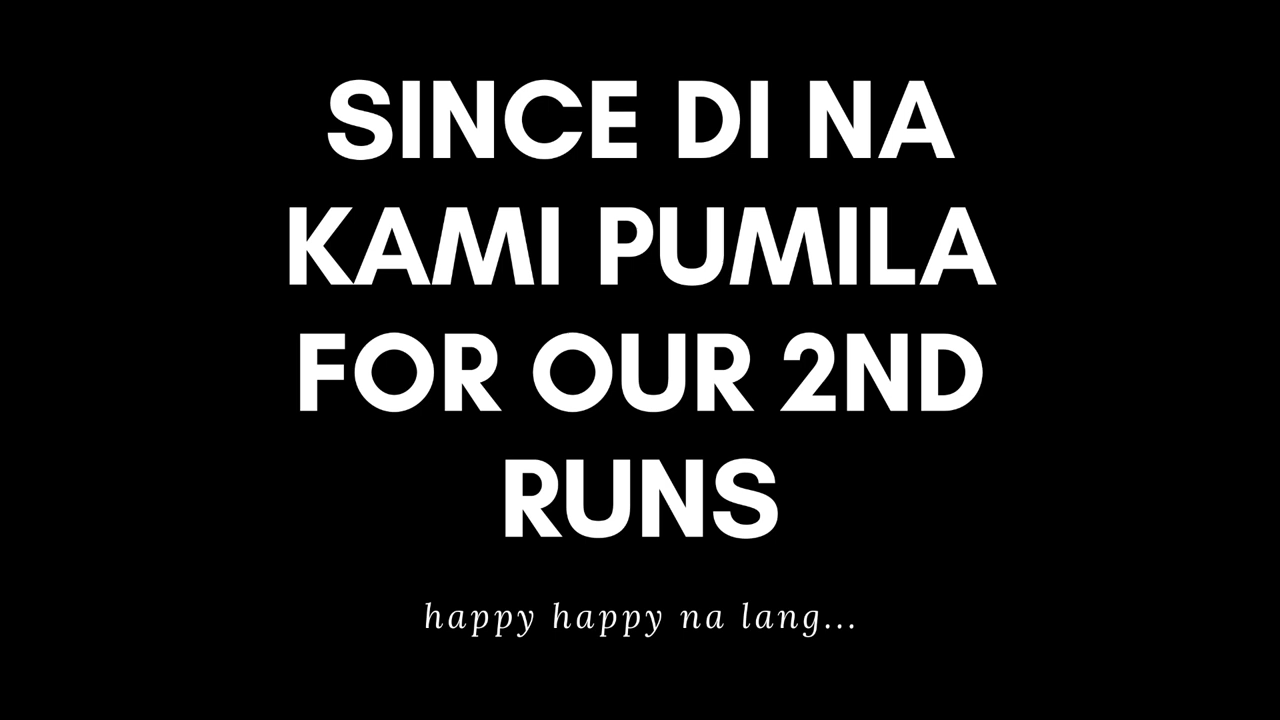 SINCE DI NA
KAMI PUMILA
FOR OUR 2ND
RUNS
happy happy na lang...